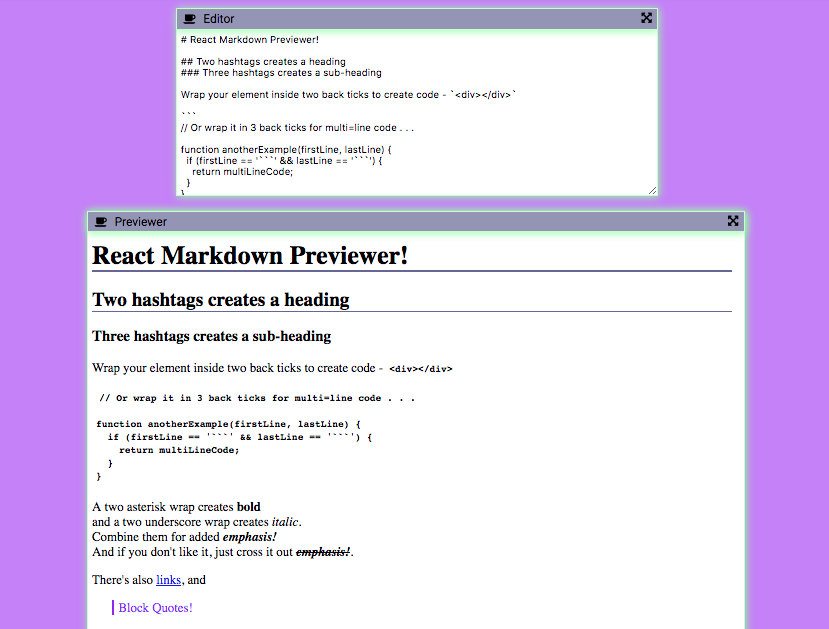 Editor
# React Markdown Previewer!
## Two hashtags creates a heading
### Three hashtags creates a sub-heading
Wrap your element inside two back ticks to create code - `<div></div>`
```
// Or wrap it in 3 back ticks for multi=line code . . .
function anotherExample(firstLine, lastLine) {
  if (firstLine == '```' && lastLine == '```') {
    return multiLineCode;
  }
}
Previewer
React Markdown Previewer!
Two hashtags creates a heading
Three hashtags creates a sub-heading
Wrap your element inside two back ticks to create code - <div></div>
// Or wrap it in 3 back ticks for multi=line code . . .
function anotherExample(firstLine, lastLine) {
  if (firstLine == '```' && lastLine == '```') {
    return multiLineCode;
  }
}
A two asterisk wrap creates bold
and a two underscore wrap creates italic.
Combine them for added emphasis!
And if you don't like it, just cross it out emphasis!.
There's also links, and
Block Quotes!